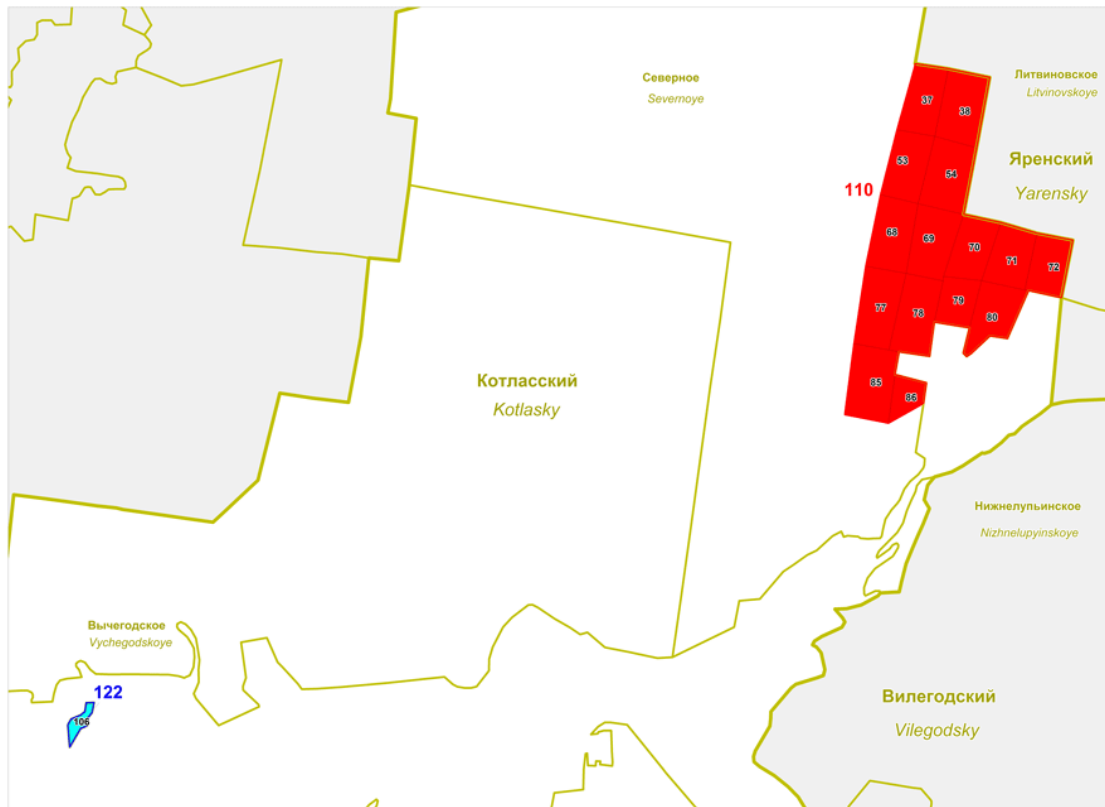 Северное
Severnoye
Литвиновское
Litvinovskoye
37
38
53
54
Яренский
Yarensky
110
68
69
70
71
72
77
78
79
80
85
86
Котласский
Kotlasky
Нижнелупьинское
Nizhnelupyinskoye
Вычегодское
Vychegodskoye
122
106
Вилегодский
Vilegodsky